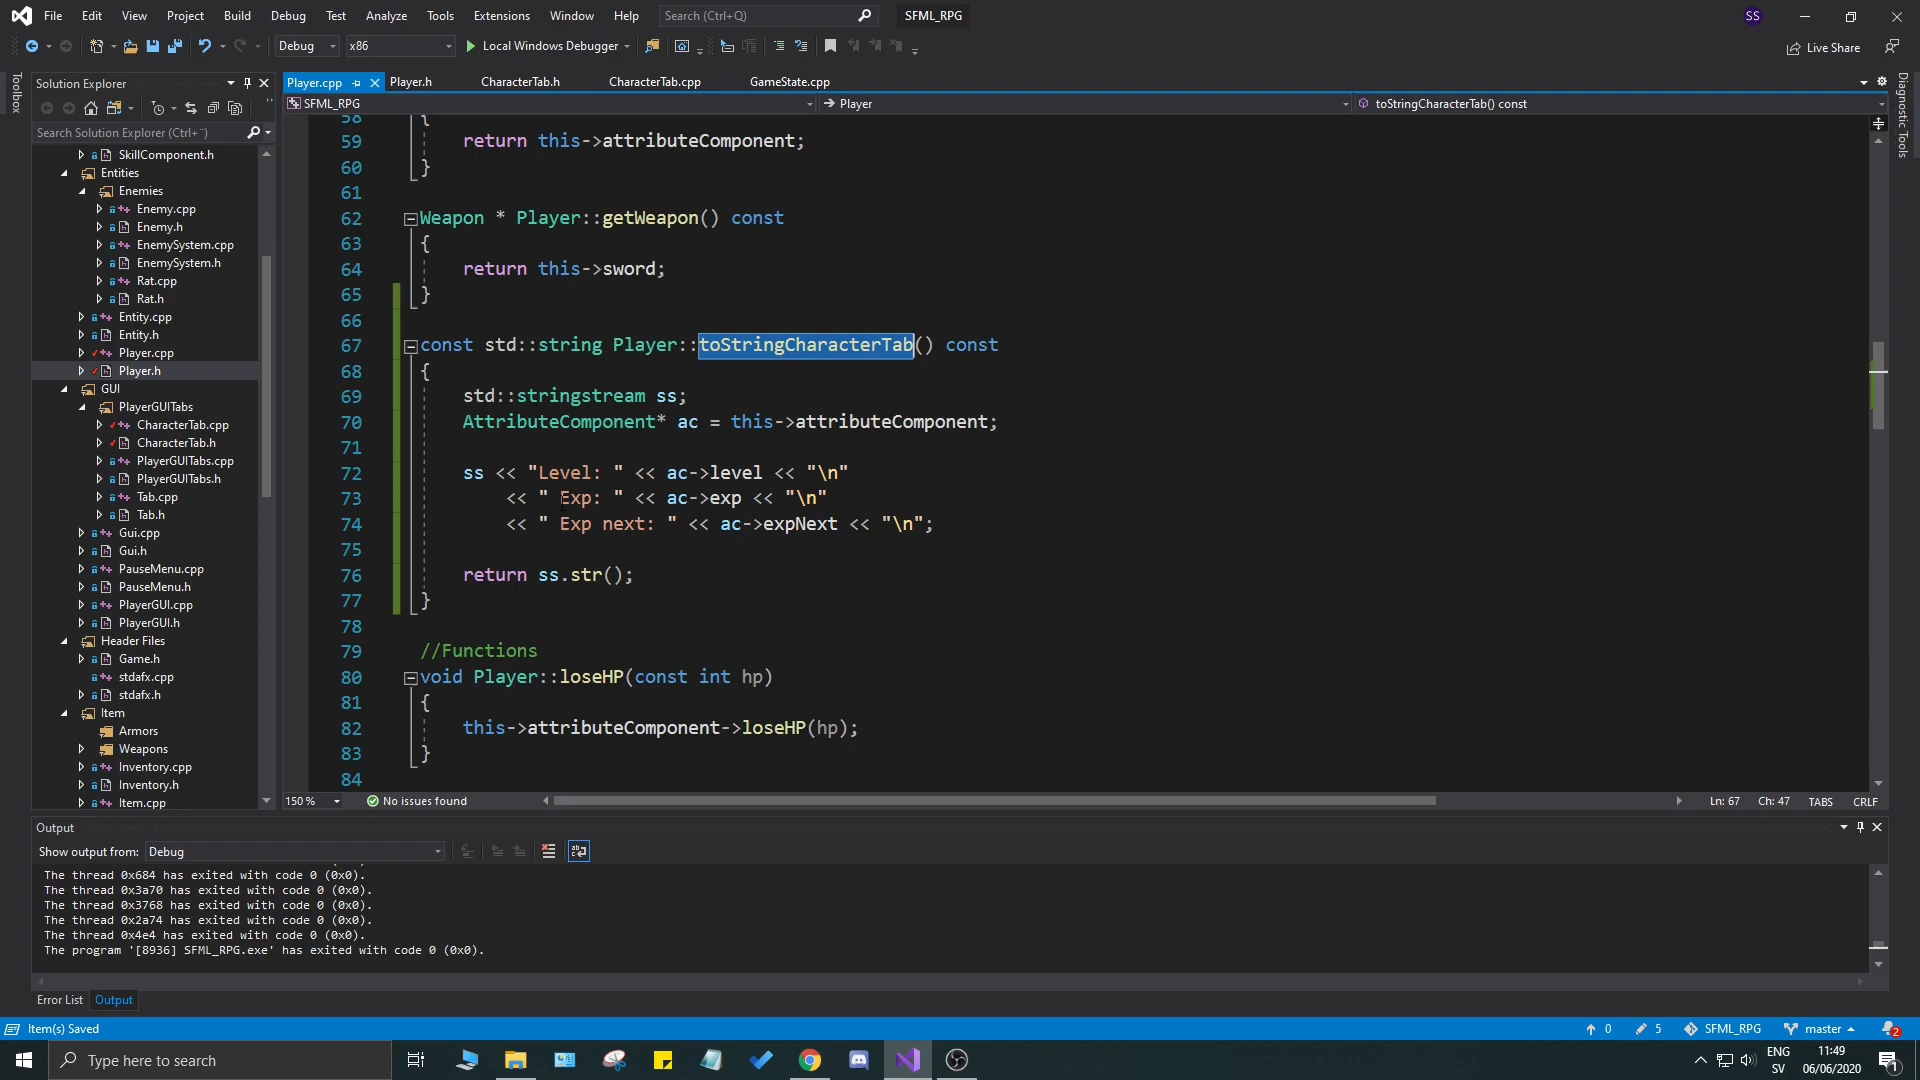 File Edit View Project Build Debug Test Analyze Tools Extensions Window Help Search (Ctrl+Q) SFML_RPG SS
Debug x86 Local Windows Debugger Live Share
Toolbox
Solution Explorer
Search Solution Explorer (Ctrl+¨)
SkillComponent.h
Entities
Enemies
Enemy.cpp
Enemy.h
EnemySystem.cpp
EnemySystem.h
Rat.cpp
Rat.h
Entity.cpp
Entity.h
Player.cpp
Player.h
GUI
PlayerGUITabs
CharacterTab.cpp
CharacterTab.h
PlayerGUITabs.cpp
PlayerGUITabs.h
Tab.cpp
Tab.h
Gui.cpp
Gui.h
PauseMenu.cpp
PauseMenu.h
PlayerGUI.cpp
PlayerGUI.h
Header Files
Game.h
stdafx.cpp
stdafx.h
Item
Armors
Weapons
Inventory.cpp
Inventory.h
Item.cpp
Player.cpp Player.h CharacterTab.h CharacterTab.cpp GameState.cpp
SFML_RPG Player toStringCharacterTab() const
58 {
59 return this->attributeComponent;
60 }
61
62 Weapon * Player::getWeapon() const
63 {
64 return this->sword;
65 }
66
67 const std::string Player::toStringCharacterTab() const
68 {
69 std::stringstream ss;
70 AttributeComponent* ac = this->attributeComponent;
71
72 ss << "Level: " << ac->level << "\n"
73 << " Exp: " << ac->exp << "\n"
74 << " Exp next: " << ac->expNext << "\n";
75
76 return ss.str();
77 }
78
79 //Functions
80 void Player::loseHP(const int hp)
81 {
82 this->attributeComponent->loseHP(hp);
83 }
84
150 % No issues found Ln: 67 Ch: 47 TABS CRLF
Diagnostic Tools
Output
Show output from: Debug
The thread 0x684 has exited with code 0 (0x0).
The thread 0x3a70 has exited with code 0 (0x0).
The thread 0x3768 has exited with code 0 (0x0).
The thread 0x2a74 has exited with code 0 (0x0).
The thread 0x4e4 has exited with code 0 (0x0).
The program '[8936] SFML_RPG.exe' has exited with code 0 (0x0).
Error List Output
Item(s) Saved 0 5 SFML_RPG master 2
Type here to search ENG SV 11:49 06/06/2020 1